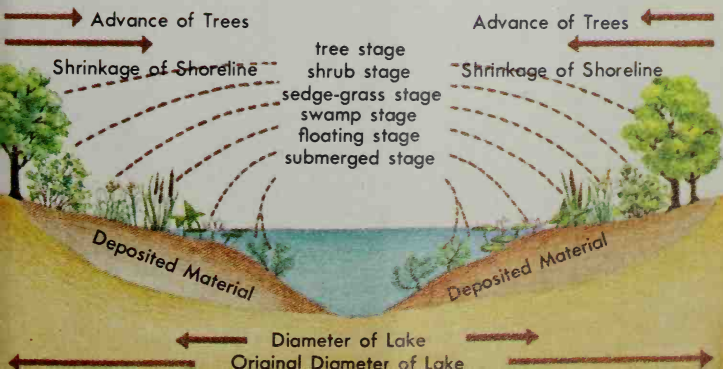 Advance of Trees
Advance of Trees
Shrinkage of Shoreline
Shrinkage of Shoreline
tree stage
shrub stage
sedge-grass stage
swamp stage
floating stage
submerged stage
Deposited Material
Deposited Material
Diameter of Lake
Original Diameter of Lake